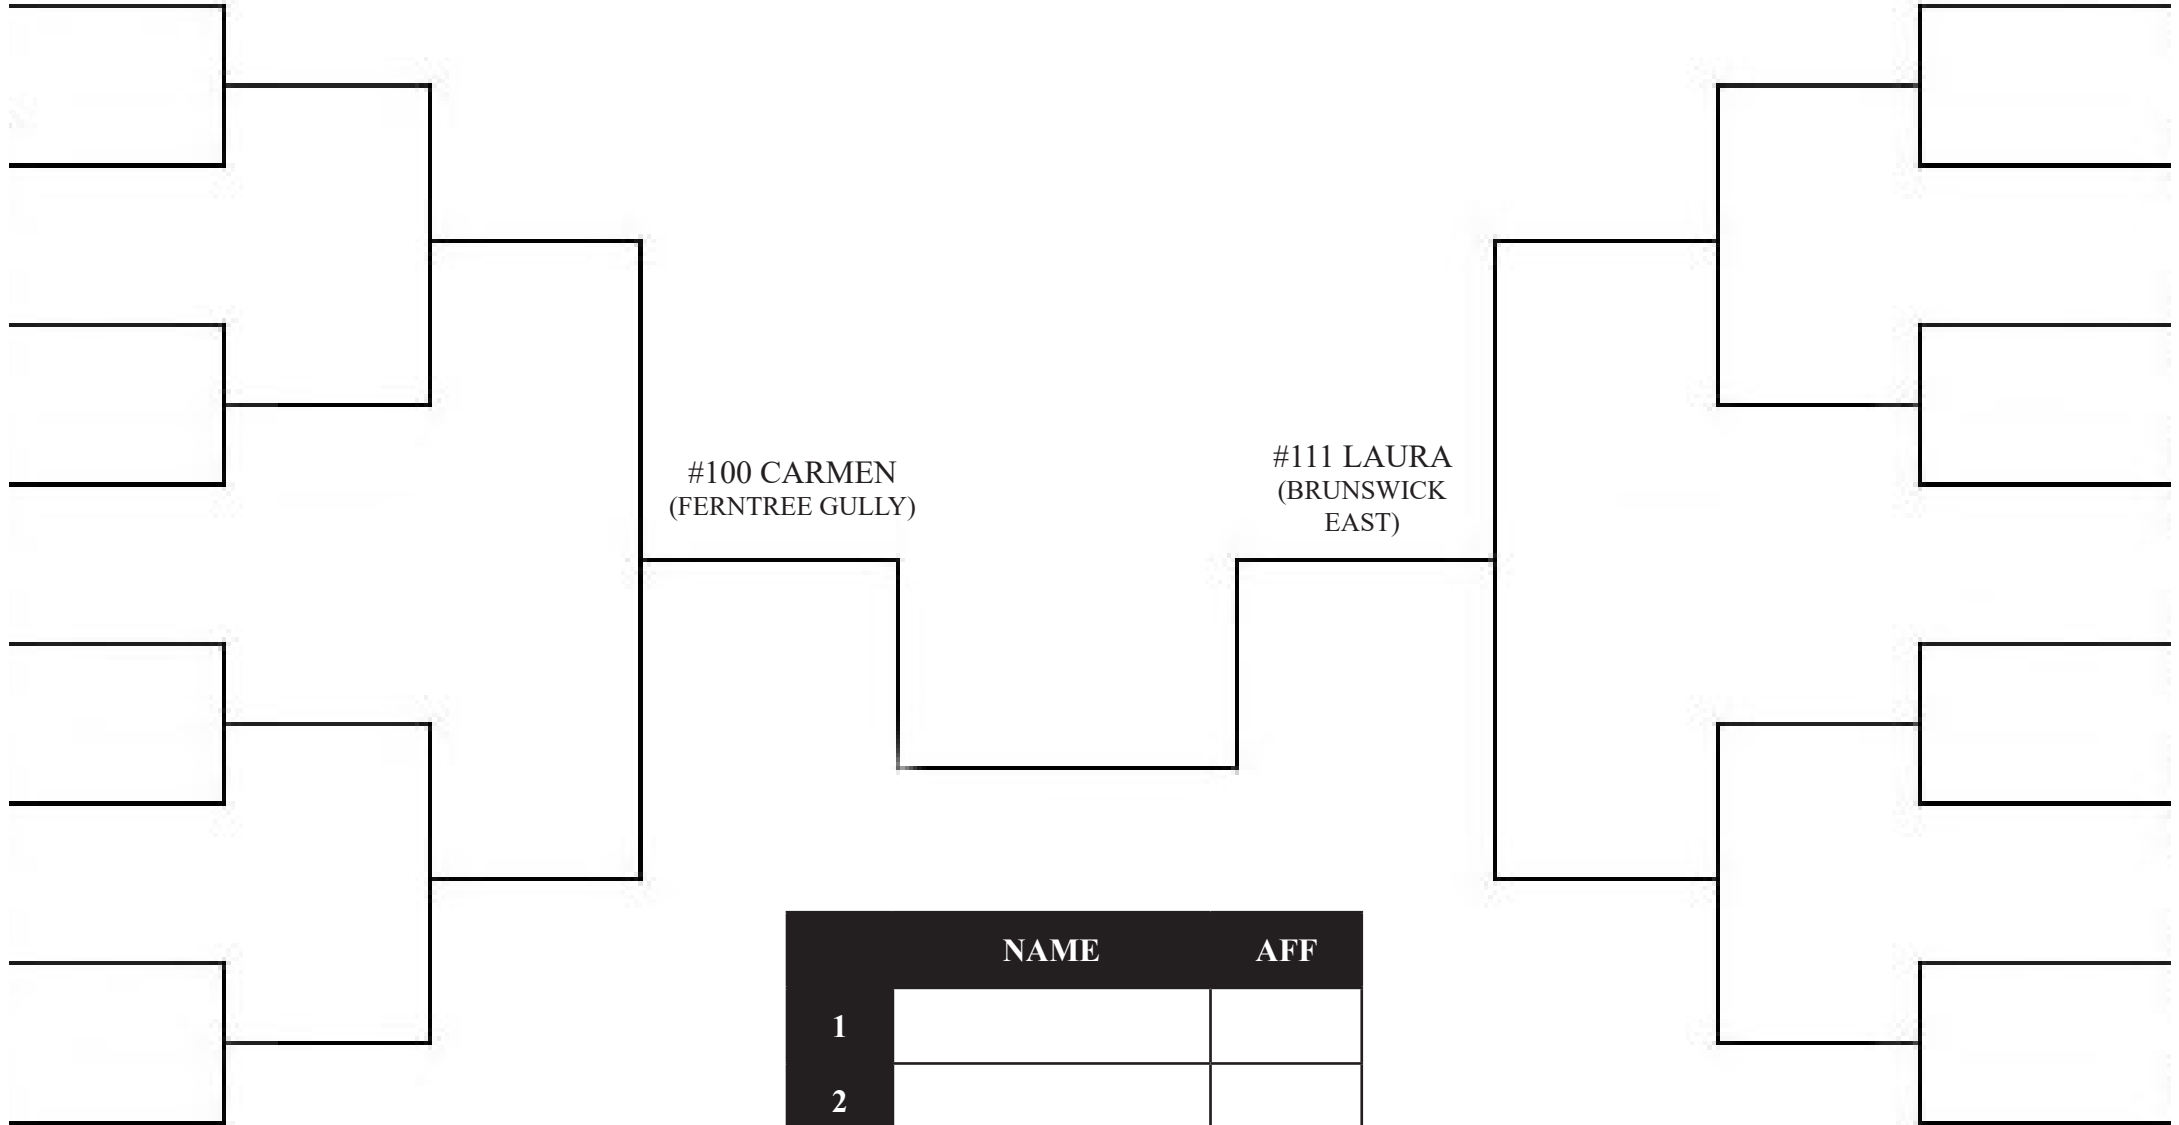 #100 CARMEN
(FERNTREE GULLY)
#111 LAURA
(BRUNSWICK
EAST)
NAME AFF
1
2